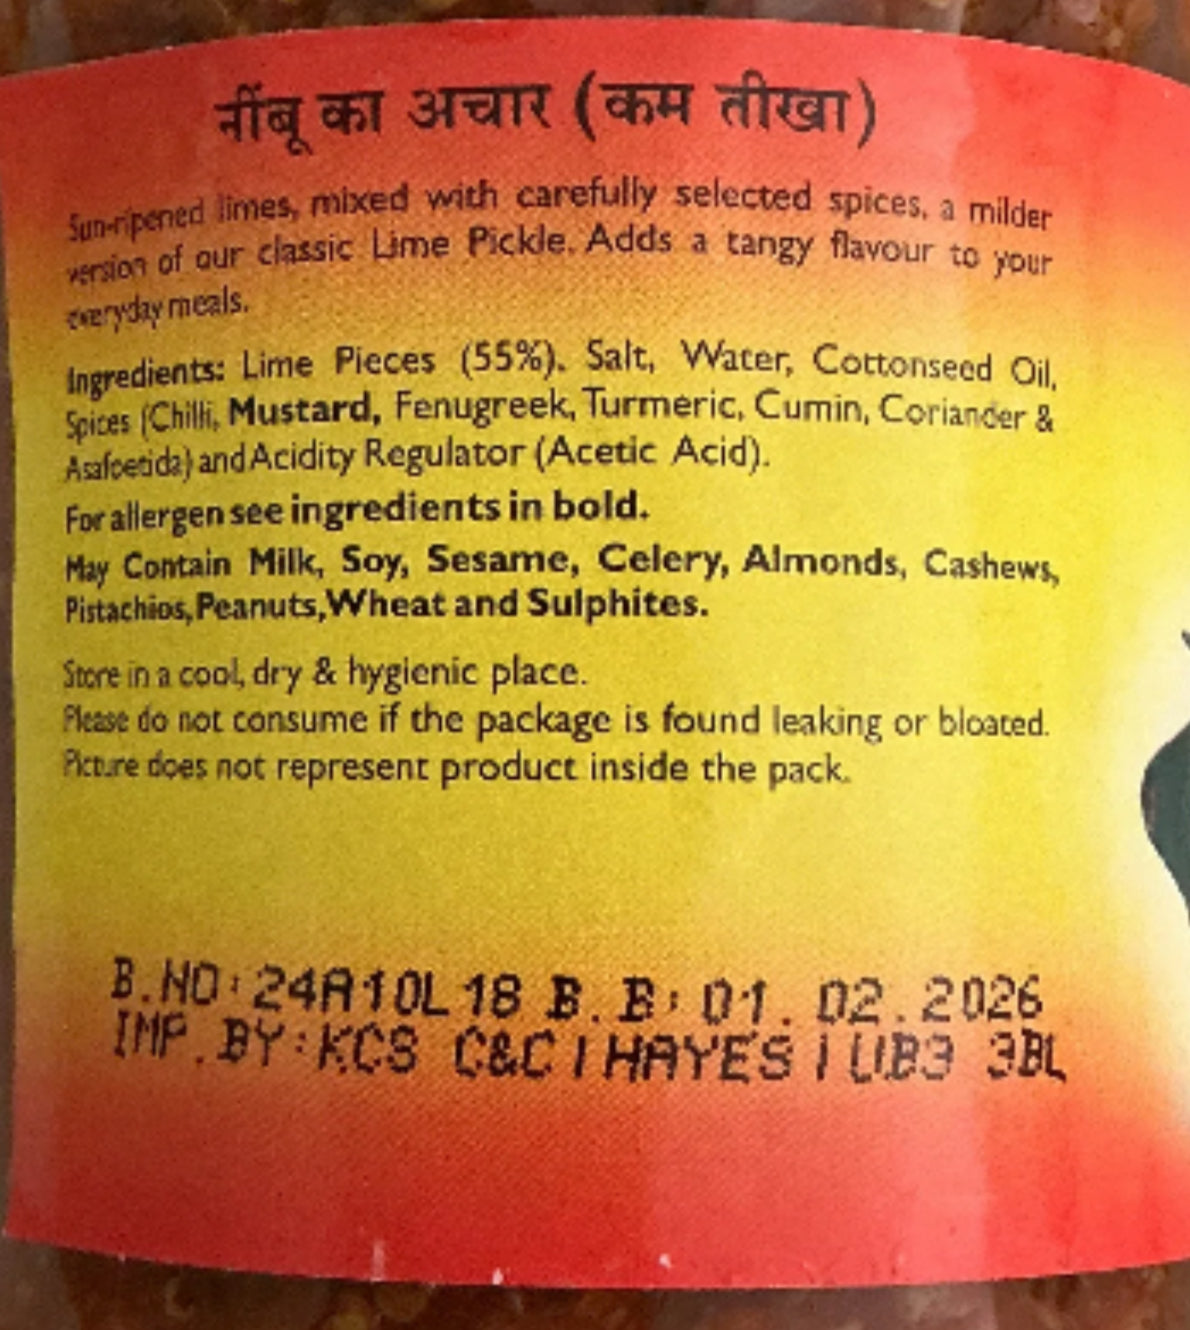 नींबू का अचार (कम तीखा)
Sun-ripened limes, mixed with carefully selected spices, a milder
version of our classic Lime Pickle. Adds a tangy flavour to your
everyday meals.
Ingredients: Lime Pieces (55%). Salt, Water, Cottonseed Oil,
Spices (Chilli, Mustard, Fenugreek, Turmeric, Cumin, Coriander &
Asafoetida) and Acidity Regulator (Acetic Acid).
For allergen see ingredients in bold.
May Contain Milk, Soy, Sesame, Celery, Almonds, Cashews,
Pistachios, Peanuts, Wheat and Sulphites.
Store in a cool, dry & hygienic place.
Please do not consume if the package is found leaking or bloated.
Picture does not represent product inside the pack.
B.NO:24A10L18 B.B: 01.02.2026
IMP.BY:KCS C&C | HAYES | UB3 3BL